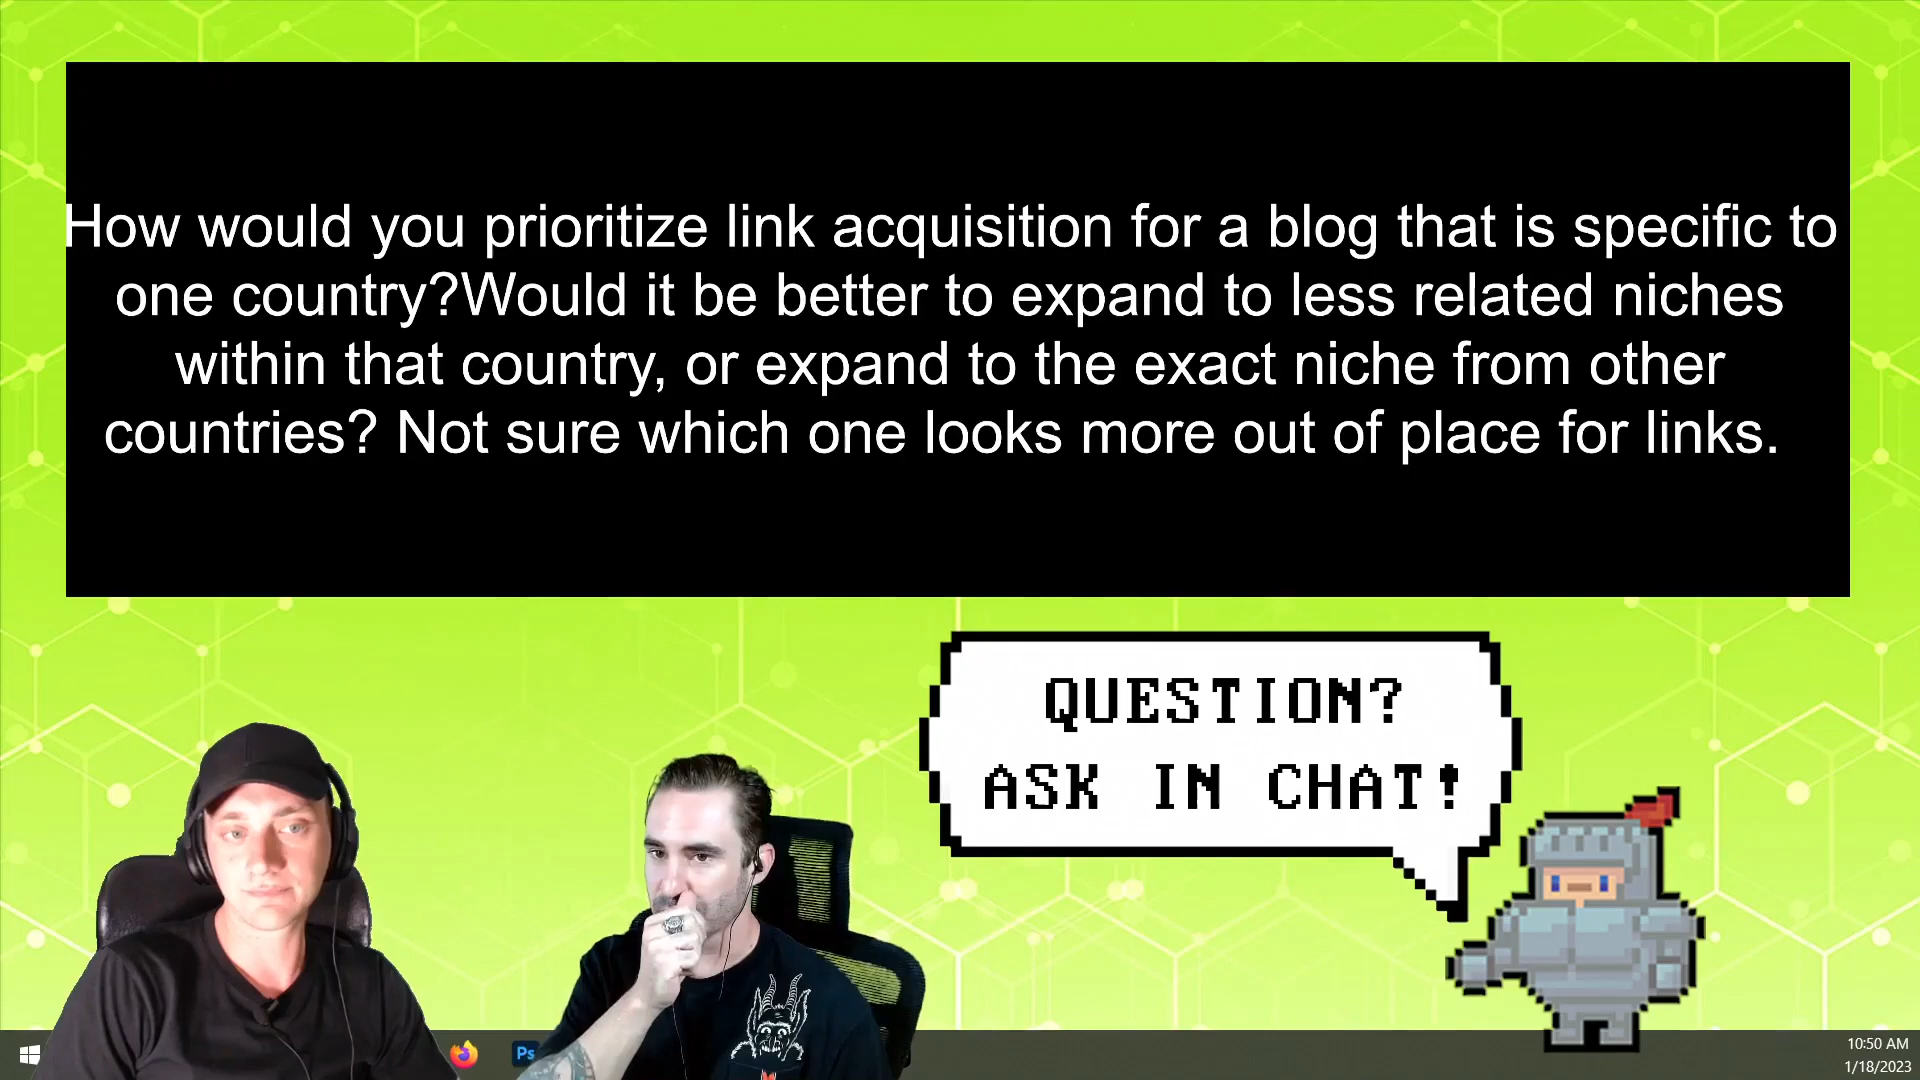 How would you prioritize link acquisition for a blog that is specific to
one country?Would it be better to expand to less related niches
within that country, or expand to the exact niche from other
countries? Not sure which one looks more out of place for links.
QUESTION?
ASK IN CHAT!
Ps
10:50 AM
1/18/2023